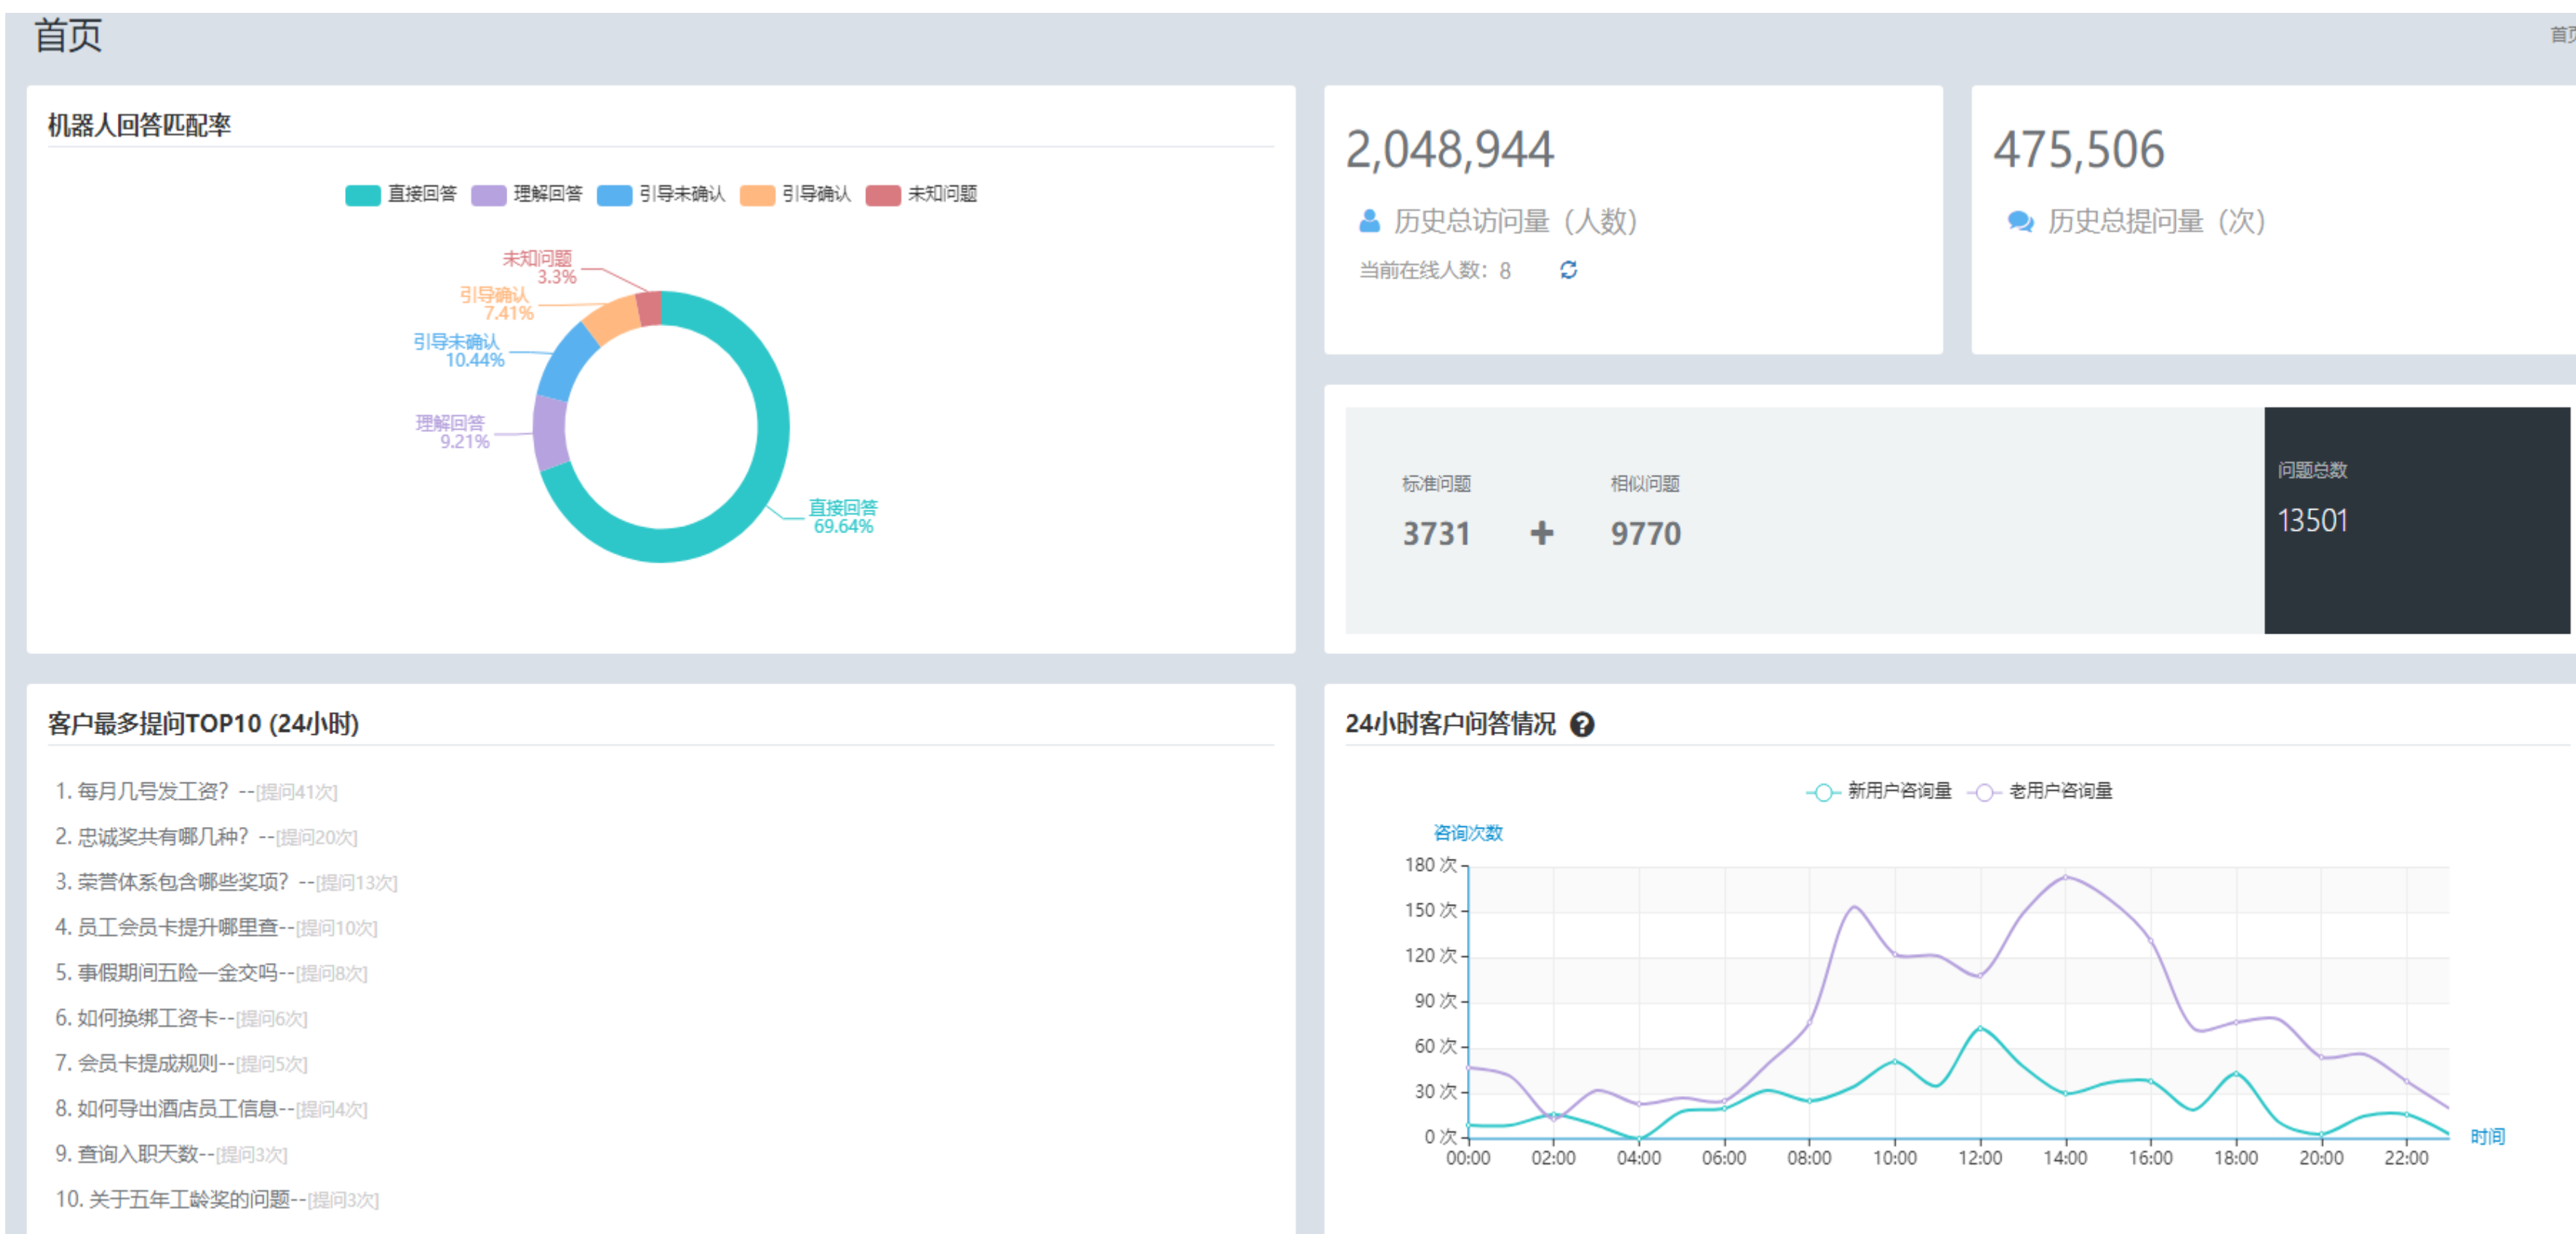 首页
首页
机器人回答匹配率
直接回答 理解回答 引导未确认 引导确认 未知问题
未知问题
3.3%
引导确认
7.41%
引导未确认
10.44%
理解回答
9.21%
直接回答
69.64%
2,048,944
历史总访问量（人数）
当前在线人数：8
475,506
历史总提问量（次）
标准问题
3731
+
相似问题
9770
问题总数
13501
客户最多提问TOP10 (24小时)
1. 每月几号发工资？--[提问41次]
2. 忠诚奖共有哪几种？--[提问20次]
3. 荣誉体系包含哪些奖项？--[提问13次]
4. 员工会员卡提升哪里查--[提问10次]
5. 事假期间五险一金交吗--[提问8次]
6. 如何换绑工资卡--[提问6次]
7. 会员卡提成规则--[提问5次]
8. 如何导出酒店员工信息--[提问4次]
9. 查询入职天数--[提问3次]
10. 关于五年工龄奖的问题--[提问3次]
24小时客户问答情况 ?
新用户咨询量 老用户咨询量
咨询次数
180 次
150 次
120 次
90 次
60 次
30 次
0 次
00:00 02:00 04:00 06:00 08:00 10:00 12:00 14:00 16:00 18:00 20:00 22:00
时间